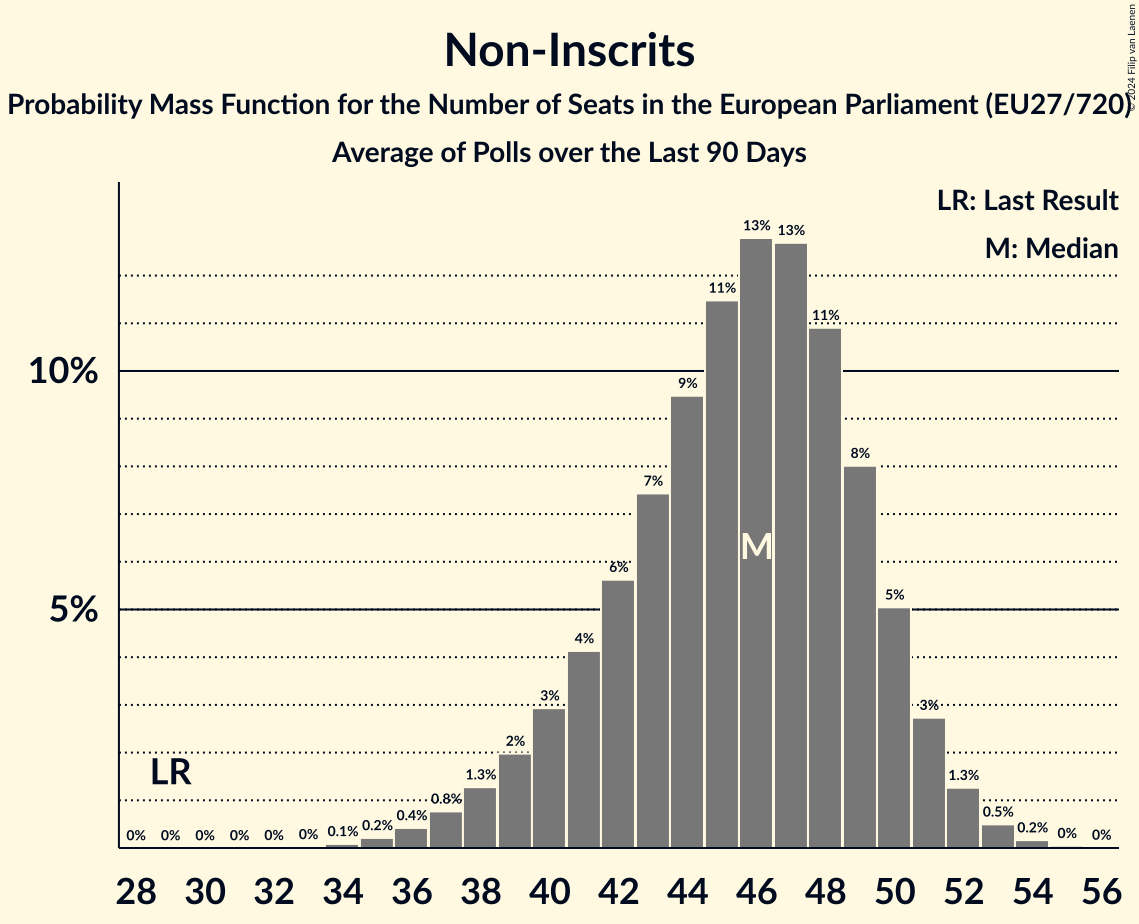 © 2024 Filip van Laenen
Non-Inscrits
Probability Mass Function for the Number of Seats in the European Parliament (EU27/720)
Average of Polls over the Last 90 Days
LR: Last Result
M: Median
10%
5%
0% 0% 0% 0% 0% 0% 0.1% 0.2% 0.4% 0.8% 1.3% 2% 3% 4% 6% 7% 9% 11% 13% 13% 11% 8% 5% 3% 1.3% 0.5% 0.2% 0% 0%
LR
M
28 30 32 34 36 38 40 42 44 46 48 50 52 54 56